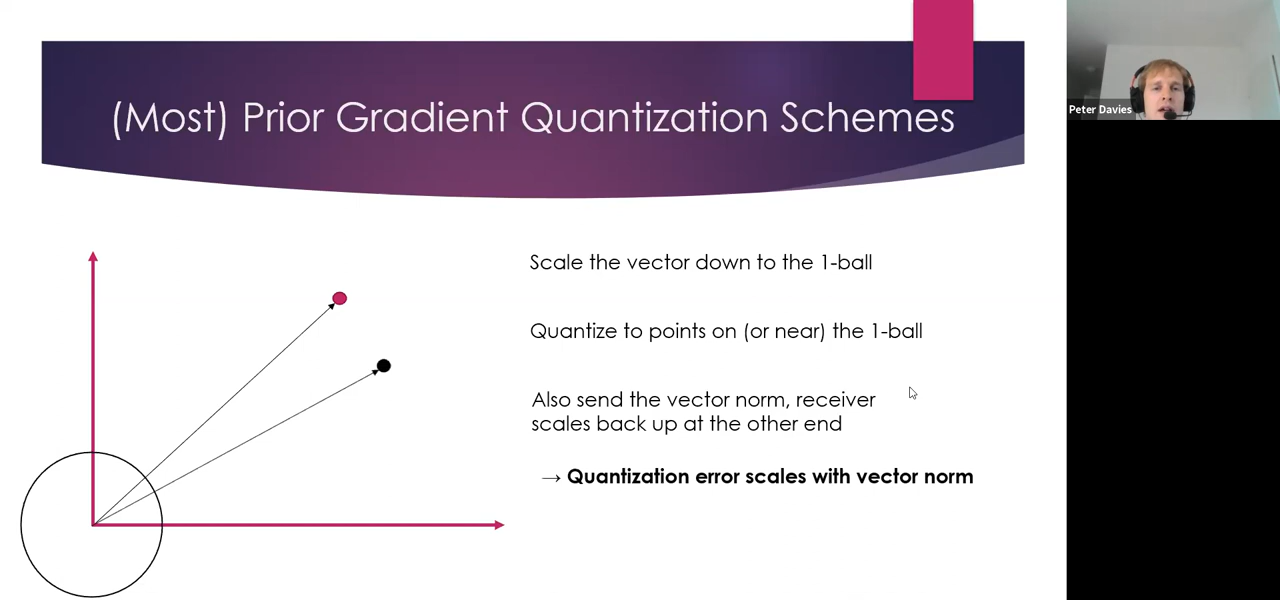 (Most) Prior Gradient Quantization Schemes
Peter Davies
Scale the vector down to the 1-ball
Quantize to points on (or near) the 1-ball
Also send the vector norm, receiver
scales back up at the other end
→ Quantization error scales with vector norm